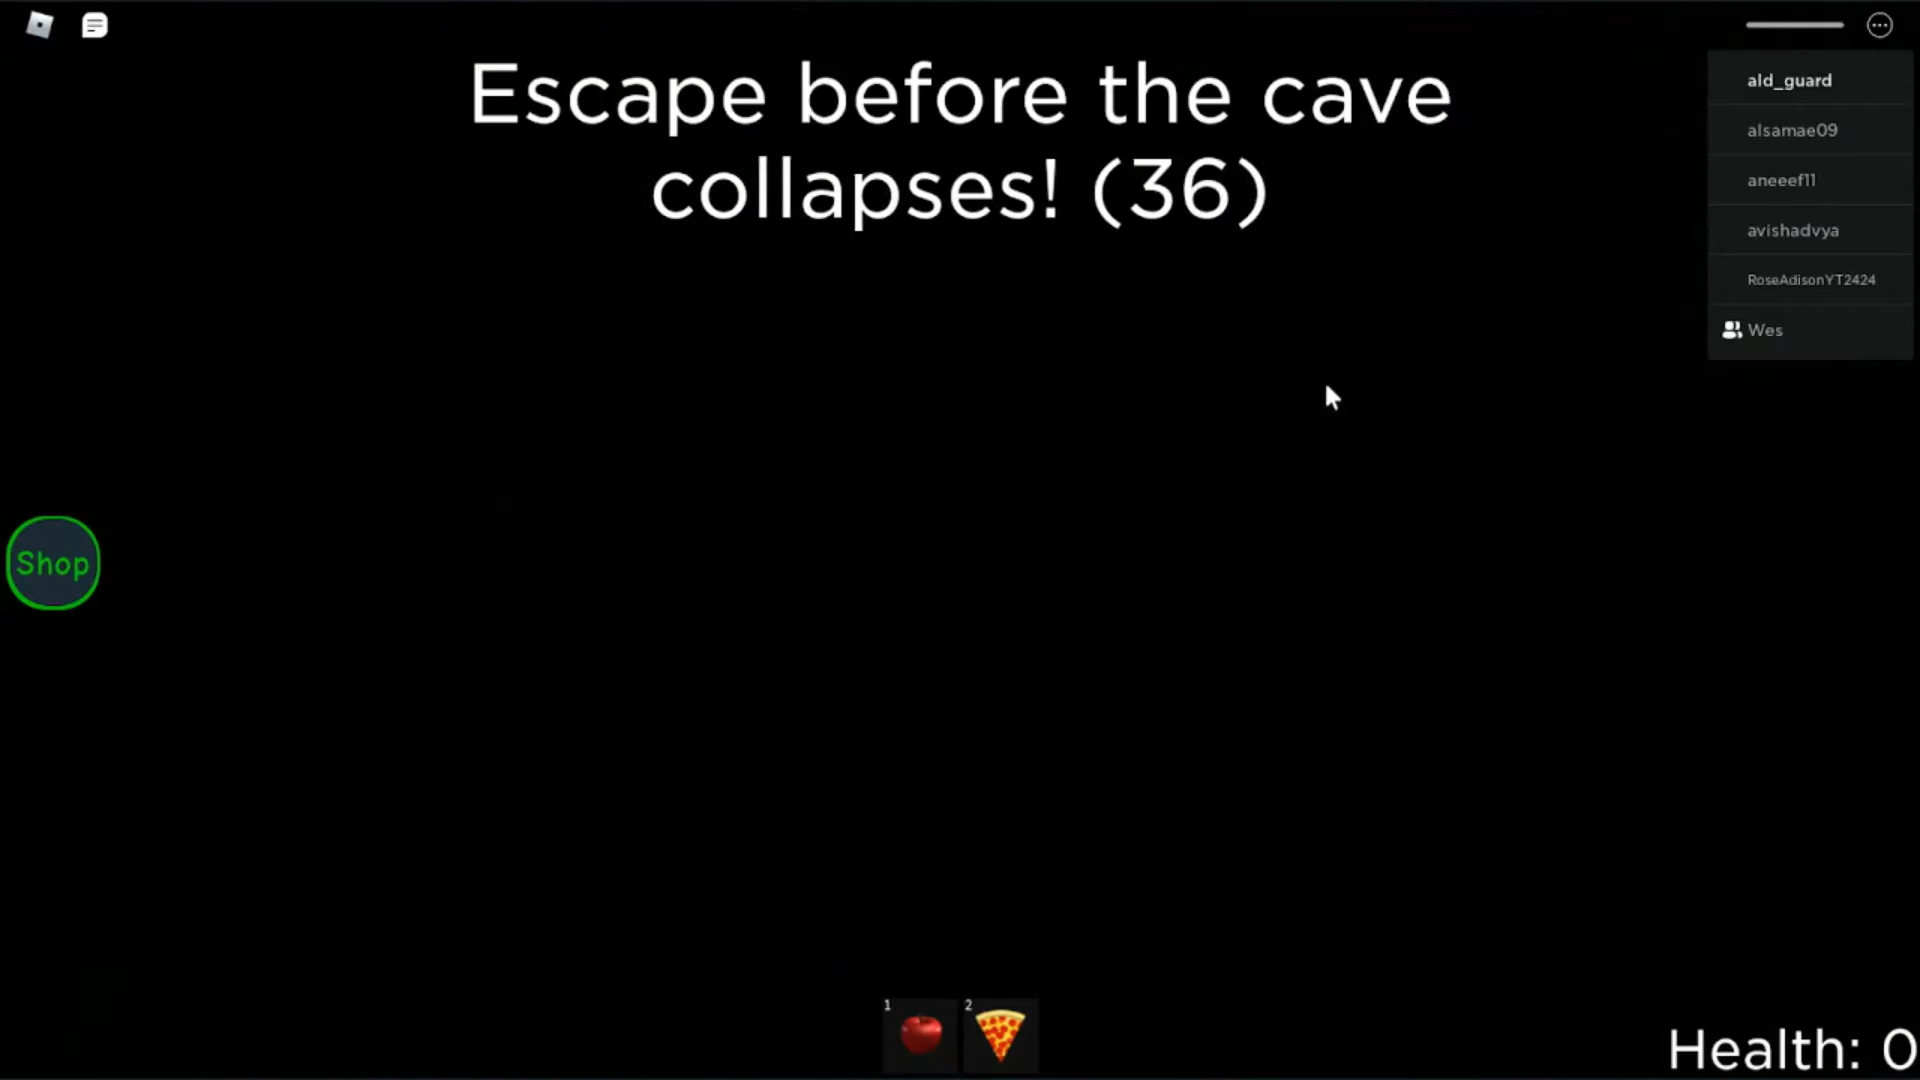 Escape before the cave
collapses! (36)
ald_guard
alsamae09
aneeef11
avishadvya
RoseAdisonYT2424
Wes
Shop
1
2
Health: 0